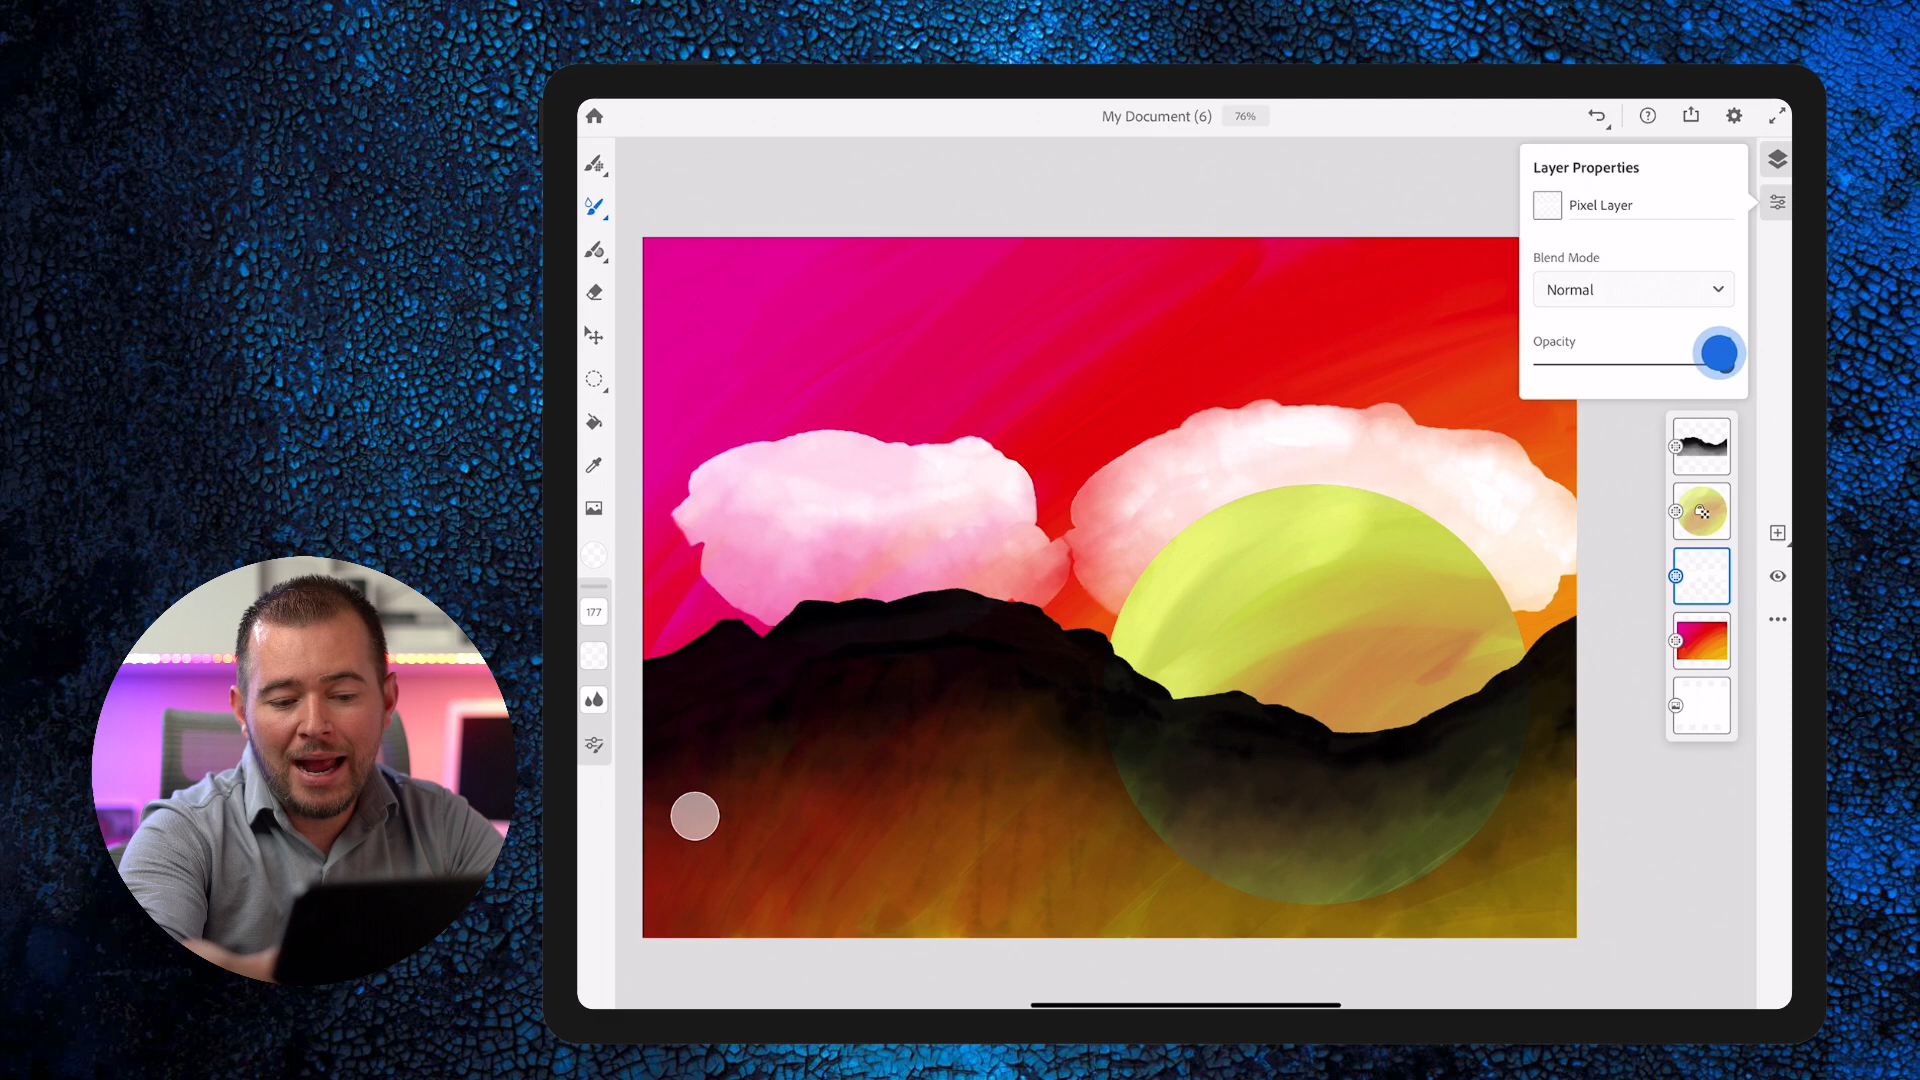 My Document (6)
76%
Layer Properties
Pixel Layer
Blend Mode
Normal
Opacity
177